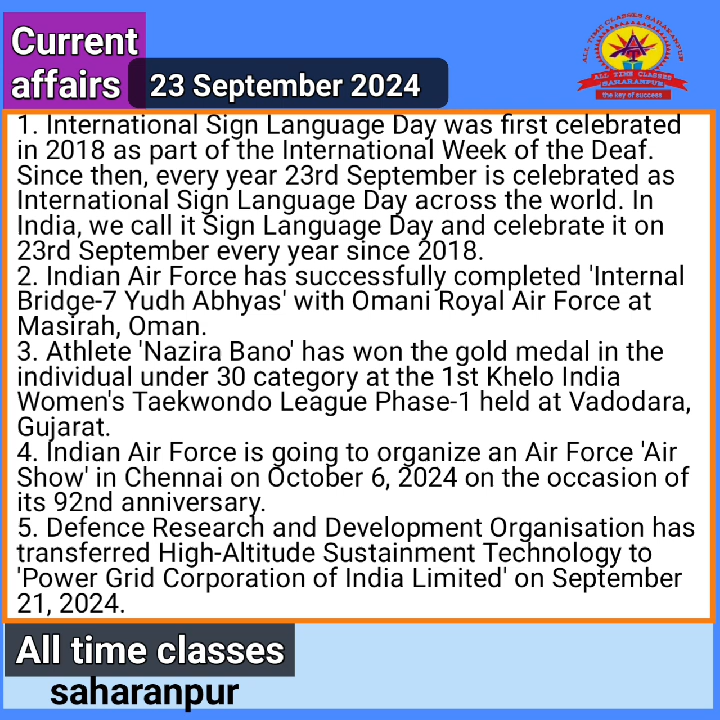 Current
affairs
23 September 2024
ALL TIME CLASSES SAHARANPUR
ALL TIME CLASSES
SAHARANPUR
the key of success
1. International Sign Language Day was first celebrated
in 2018 as part of the International Week of the Deaf.
Since then, every year 23rd September is celebrated as
International Sign Language Day across the world. In
India, we call it Sign Language Day and celebrate it on
23rd September every year since 2018.
2. Indian Air Force has successfully completed 'Internal
Bridge-7 Yudh Abhyas' with Omani Royal Air Force at
Masirah, Oman.
3. Athlete 'Nazira Bano' has won the gold medal in the
individual under 30 category at the 1st Khelo India
Women's Taekwondo League Phase-1 held at Vadodara,
Gujarat.
4. Indian Air Force is going to organize an Air Force 'Air
Show' in Chennai on October 6, 2024 on the occasion of
its 92nd anniversary.
5. Defence Research and Development Organisation has
transferred High-Altitude Sustainment Technology to
'Power Grid Corporation of India Limited' on September
21, 2024.
All time classes
saharanpur